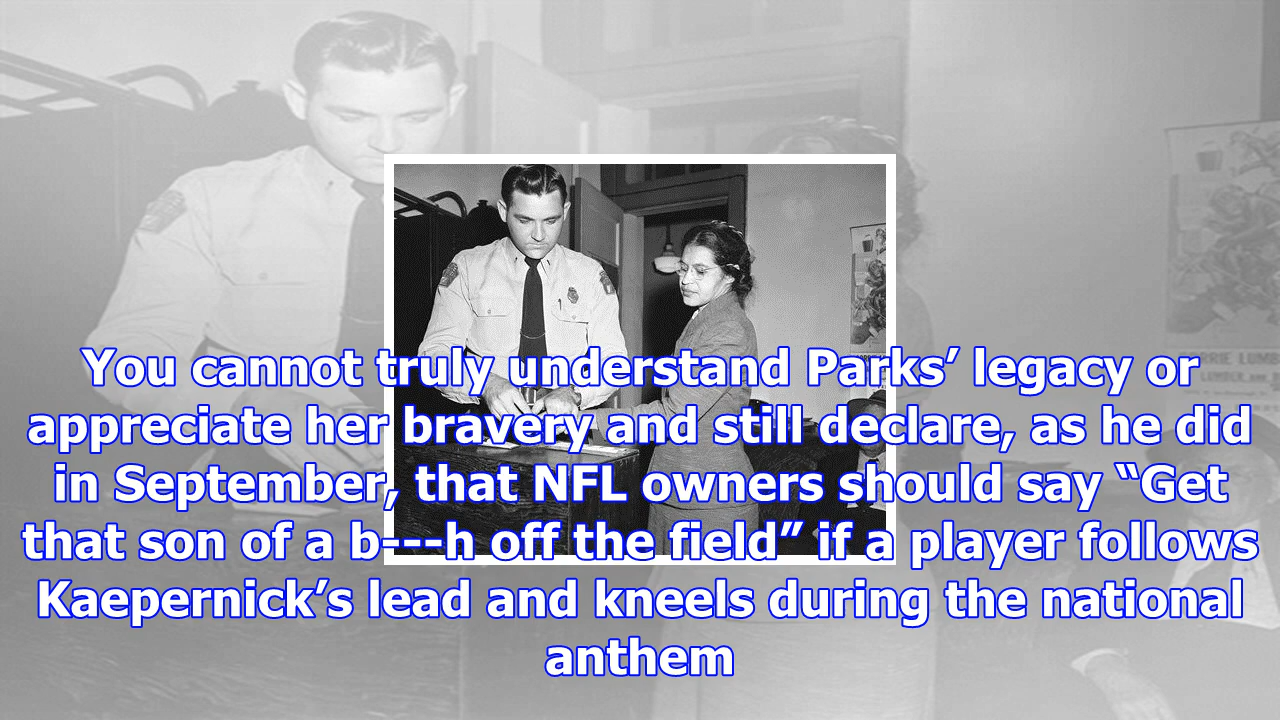 You cannot truly understand Parks’ legacy or
appreciate her bravery and still declare, as he did
in September, that NFL owners should say “Get
that son of a b---h off the field” if a player follows
Kaepernick’s lead and kneels during the national
anthem